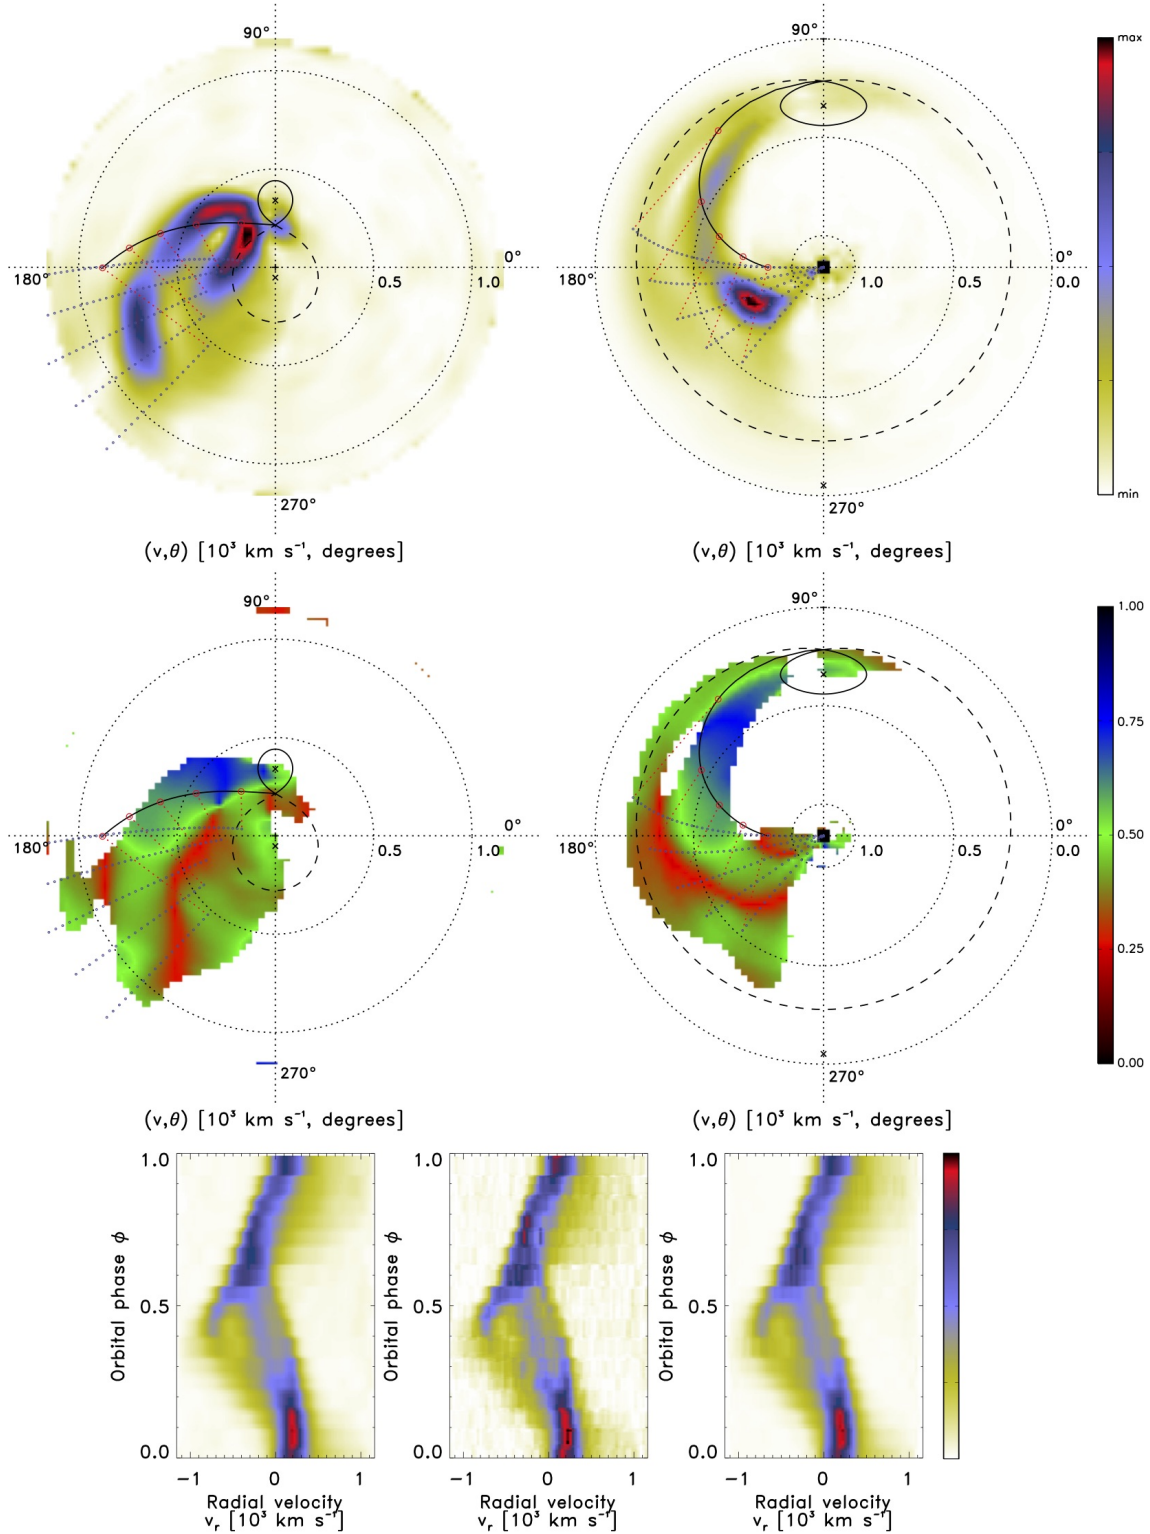 90° 90° max
180° 0.5 1.0 0° 180° 1.0 0.5 0.0 0°
270° 270° min
(v,θ) [10³ km s⁻¹, degrees] (v,θ) [10³ km s⁻¹, degrees]
90° 90° 1.00
0.75
180° 0.5 1.0 0° 180° 1.0 0.5 0.0 0° 0.50
0.25
270° 270° 0.00
(v,θ) [10³ km s⁻¹, degrees] (v,θ) [10³ km s⁻¹, degrees]
1.0 1.0 1.0
Orbital phase ϕ Orbital phase ϕ Orbital phase ϕ
0.5 0.5 0.5
0.0 0.0 0.0
−1 0 1 −1 0 1 −1 0 1
Radial velocity Radial velocity Radial velocity
vr [10³ km s⁻¹] vr [10³ km s⁻¹] vr [10³ km s⁻¹]